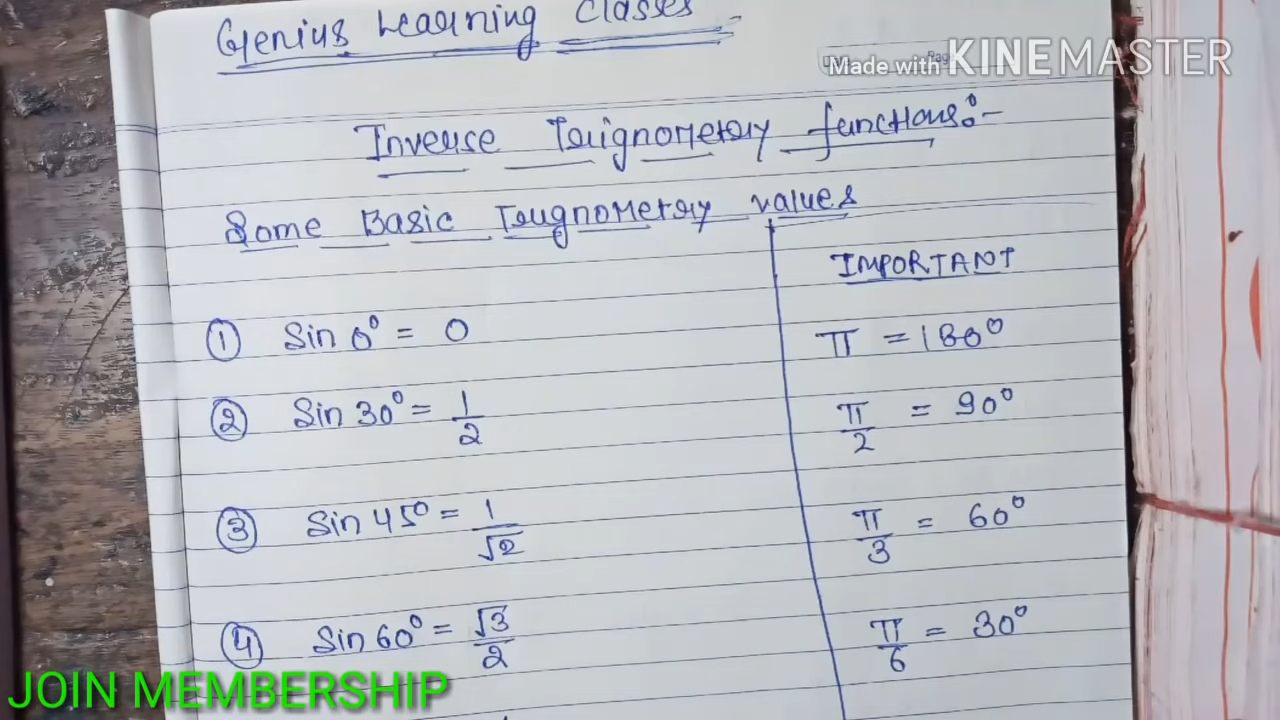 Genius Learning Classes
Made with KINEMASTER
Inverse Trignometry functions:-
Some Basic Trignometry values
IMPORTANT
① Sin 0° = 0
π = 180°
② Sin 30° = 1/2
π/2 = 90°
③ Sin 45° = 1/√2
π/3 = 60°
④ Sin 60° = √3/2
π/6 = 30°
JOIN MEMBERSHIP